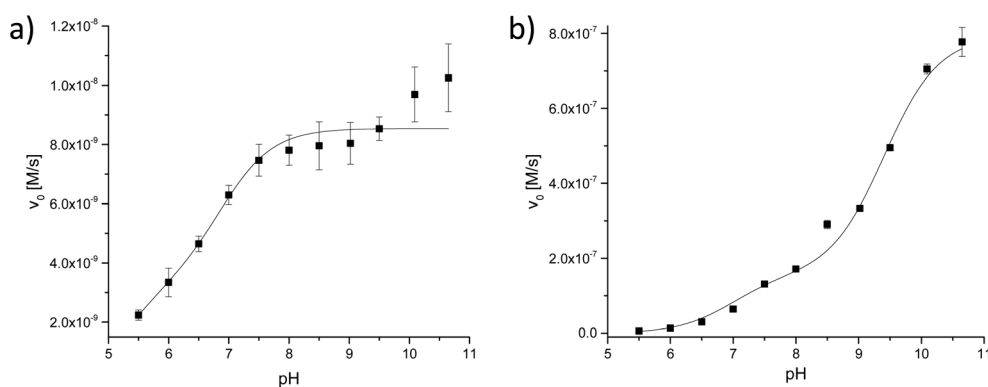 a)
1.2x10⁻⁸
1.0x10⁻⁸
8.0x10⁻⁹
6.0x10⁻⁹
4.0x10⁻⁹
2.0x10⁻⁹
v₀ [M/s]
5 6 7 8 9 10 11
pH
b)
8.0x10⁻⁷
6.0x10⁻⁷
4.0x10⁻⁷
2.0x10⁻⁷
0.0
v₀ [M/s]
5 6 7 8 9 10 11
pH